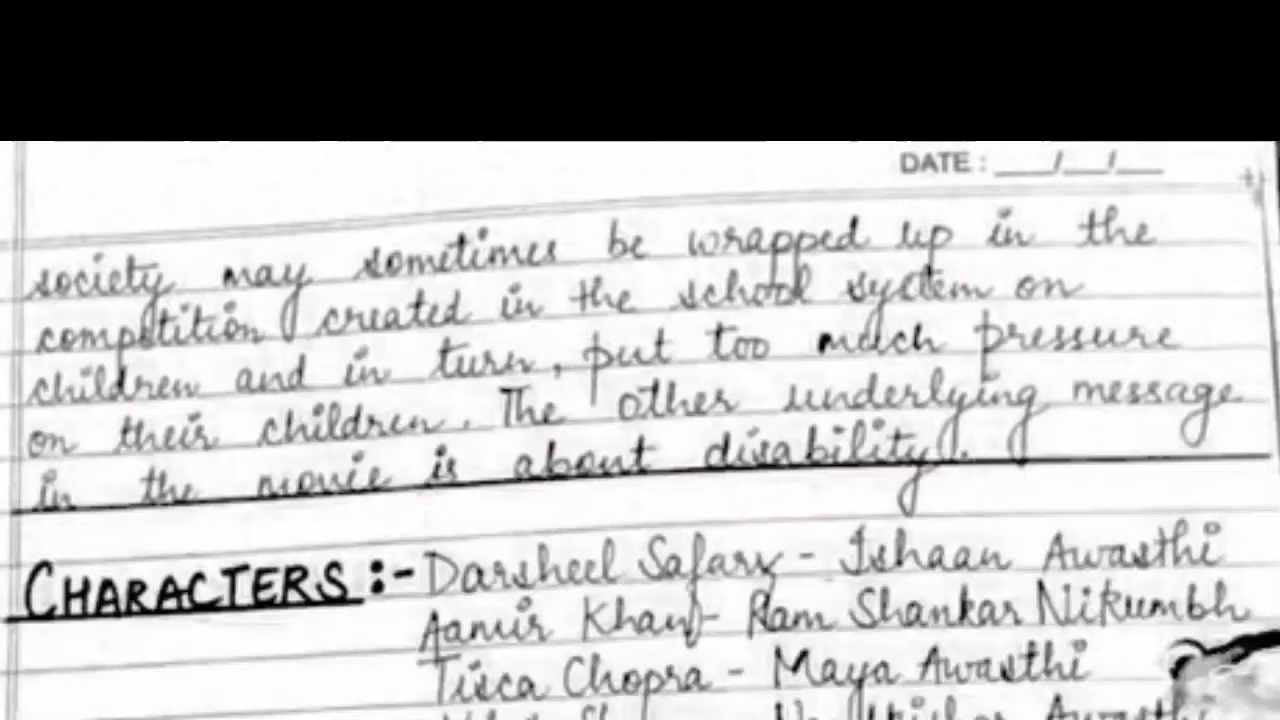 DATE : ___/___/___
society may sometimes be wrapped up in the
competition created in the school system on
children and in turn, put too much pressure
on their children. The other underlying message
in the movie is about disability.
CHARACTERS :- Darsheel Safary - Ishaan Awasthi
Aamir Khan - Ram Shankar Nikumbh
Tisca Chopra - Maya Awasthi
Awasthi